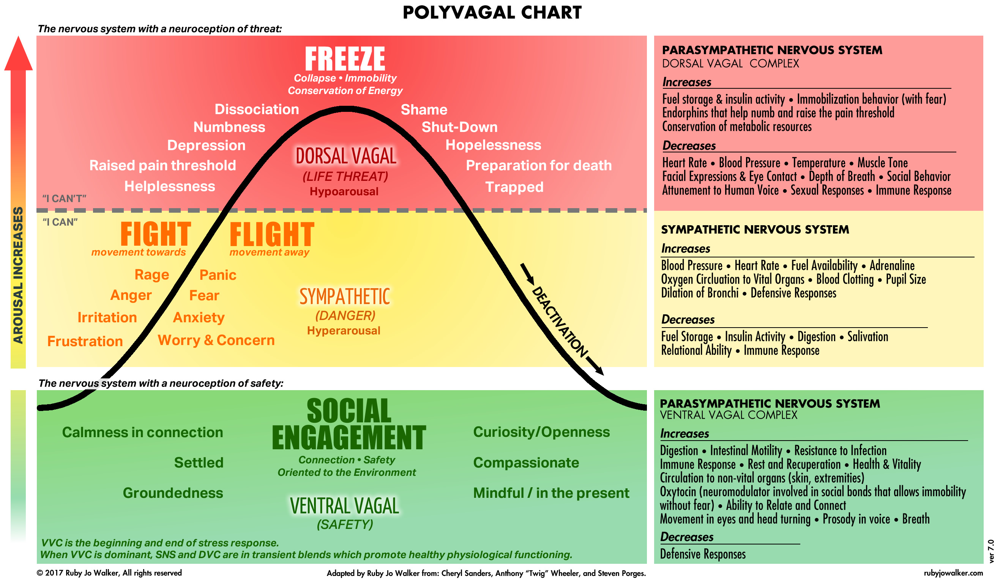 POLYVAGAL CHART
The nervous system with a neuroception of threat:
AROUSAL INCREASES
FREEZE
Collapse • Immobility
Conservation of Energy
Dissociation
Numbness
Depression
Raised pain threshold
Helplessness
Shame
Shut-Down
Hopelessness
Preparation for death
Trapped
DORSAL VAGAL
(LIFE THREAT)
Hypoarousal
“I CAN’T”
“I CAN”
FIGHT
movement towards
Rage
Anger
Irritation
Frustration
FLIGHT
movement away
Panic
Fear
Anxiety
Worry & Concern
SYMPATHETIC
(DANGER)
Hyperarousal
DEACTIVATION
The nervous system with a neuroception of safety:
SOCIAL
ENGAGEMENT
Connection • Safety
Oriented to the Environment
Calmness in connection
Settled
Groundedness
Curiosity/Openness
Compassionate
Mindful / in the present
VENTRAL VAGAL
(SAFETY)
VVC is the beginning and end of stress response.
When VVC is dominant, SNS and DVC are in transient blends which promote healthy physiological functioning.
PARASYMPATHETIC NERVOUS SYSTEM
DORSAL VAGAL COMPLEX
Increases
Fuel storage & insulin activity • Immobilization behavior (with fear)
Endorphins that help numb and raise the pain threshold
Conservation of metabolic resources
Decreases
Heart Rate • Blood Pressure • Temperature • Muscle Tone
Facial Expressions & Eye Contact • Depth of Breath • Social Behavior
Attunement to Human Voice • Sexual Responses • Immune Response
SYMPATHETIC NERVOUS SYSTEM
Increases
Blood Pressure • Heart Rate • Fuel Availability • Adrenaline
Oxygen Circluation to Vital Organs • Blood Clotting • Pupil Size
Dilation of Bronchi • Defensive Responses
Decreases
Fuel Storage • Insulin Activity • Digestion • Salivation
Relational Ability • Immune Response
PARASYMPATHETIC NERVOUS SYSTEM
VENTRAL VAGAL COMPLEX
Increases
Digestion • Intestinal Motility • Resistance to Infection
Immune Response • Rest and Recuperation • Health & Vitality
Circulation to non-vital organs (skin, extremities)
Oxytocin (neuromodulator involved in social bonds that allows immobility
without fear) • Ability to Relate and Connect
Movement in eyes and head turning • Prosody in voice • Breath
Decreases
Defensive Responses
ver 7.0
© 2017 Ruby Jo Walker, All rights reserved
Adapted by Ruby Jo Walker from: Cheryl Sanders, Anthony “Twig” Wheeler, and Steven Porges.
rubyjowalker.com